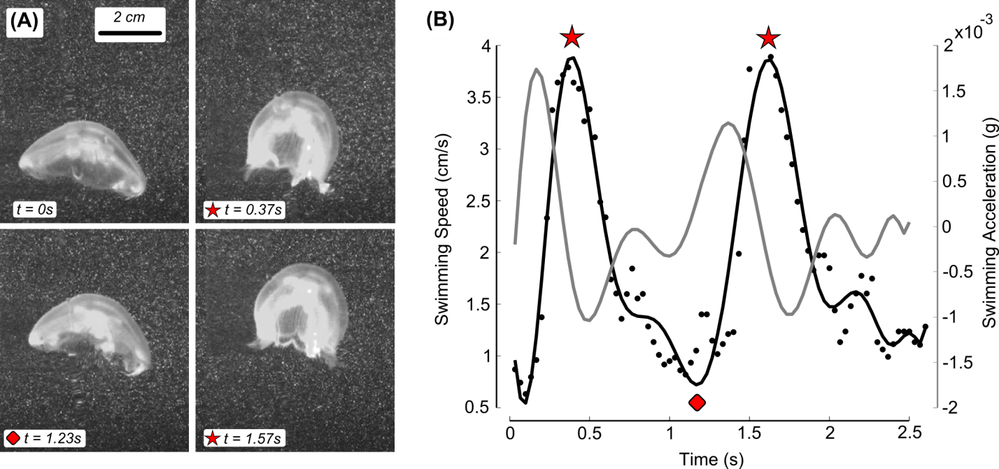 (A)
2 cm
t = 0s
t = 0.37s
t = 1.23s
t = 1.57s
(B)
x10⁻³
Swimming Speed (cm/s)
4
3.5
3
2.5
2
1.5
1
0.5
0
0.5
1
1.5
2
2.5
Time (s)
2
1.5
1
0.5
0
-0.5
-1
-1.5
-2
Swimming Acceleration (g)